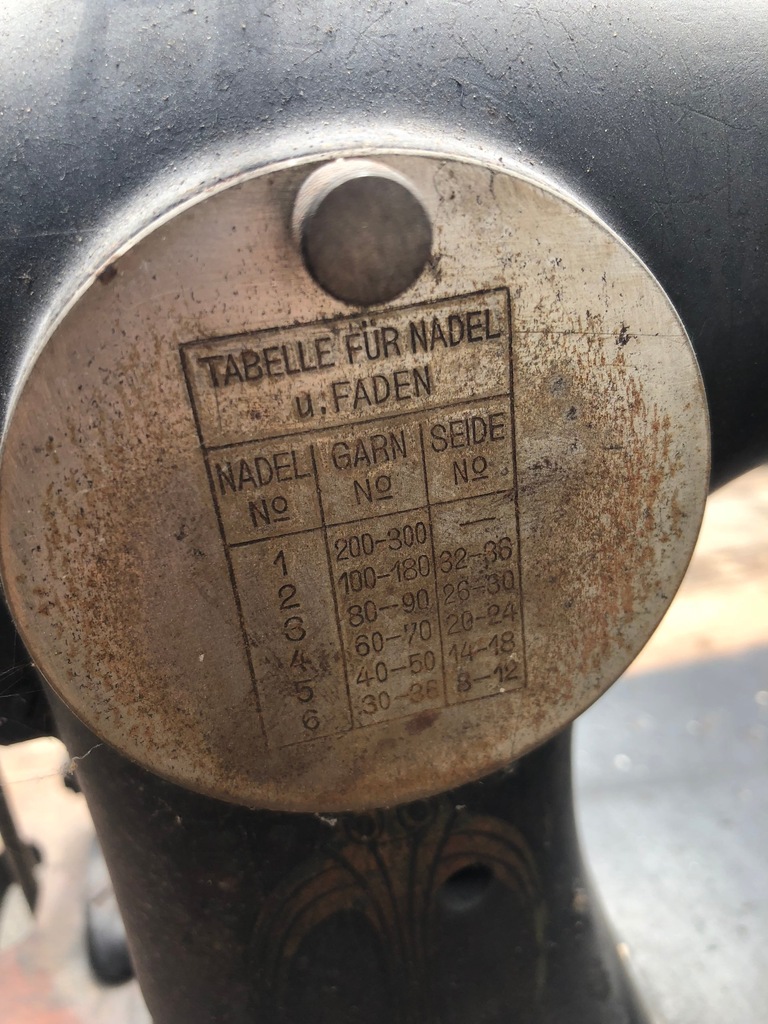 TABELLE FÜR NADEL
u. FADEN
NADEL GARN SEIDE
Nº Nº Nº
1 200-300 —
2 100-180 32-36
3 80-90 26-30
4 60-70 20-24
5 40-50 14-18
6 30-36 8-12